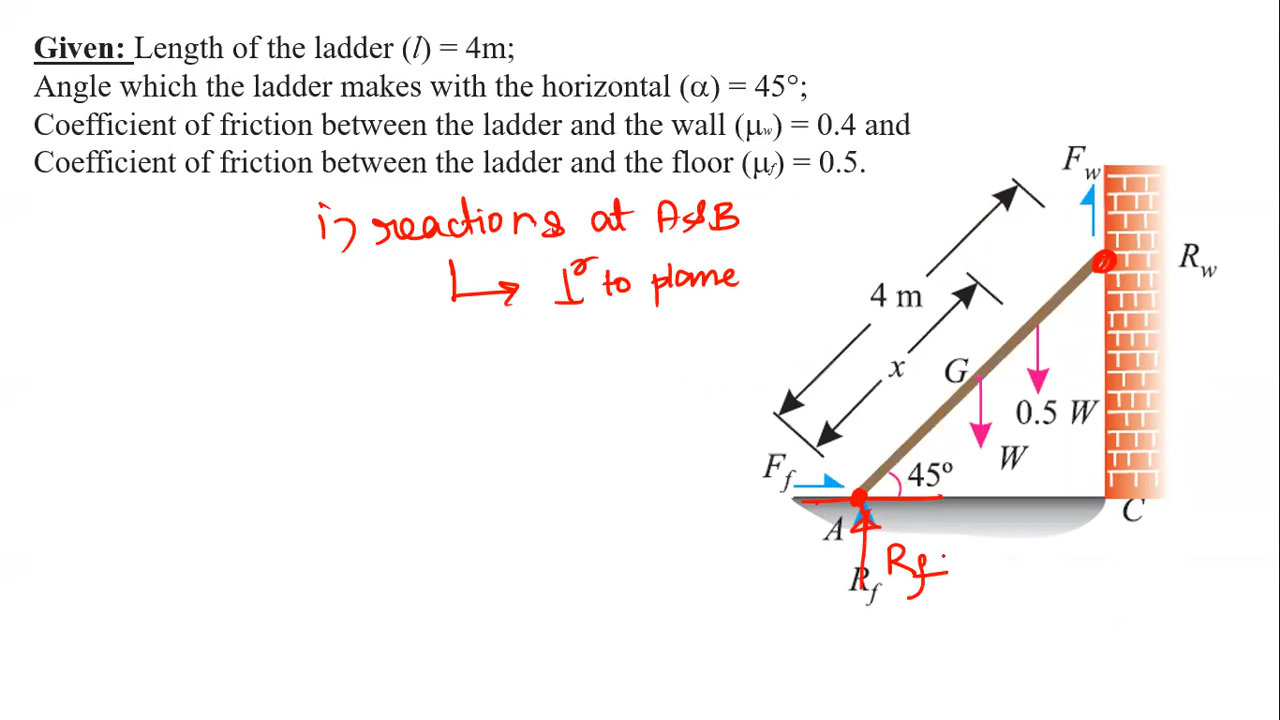 Given: Length of the ladder (l) = 4m;
Angle which the ladder makes with the horizontal (α) = 45°;
Coefficient of friction between the ladder and the wall (μw) = 0.4 and
Coefficient of friction between the ladder and the floor (μf) = 0.5.
i) reactions at A&B
↳ ⊥r to plane
Fw
Rw
4 m
x
G
0.5 W
W
45º
Ff
A
C
Rf
Rf